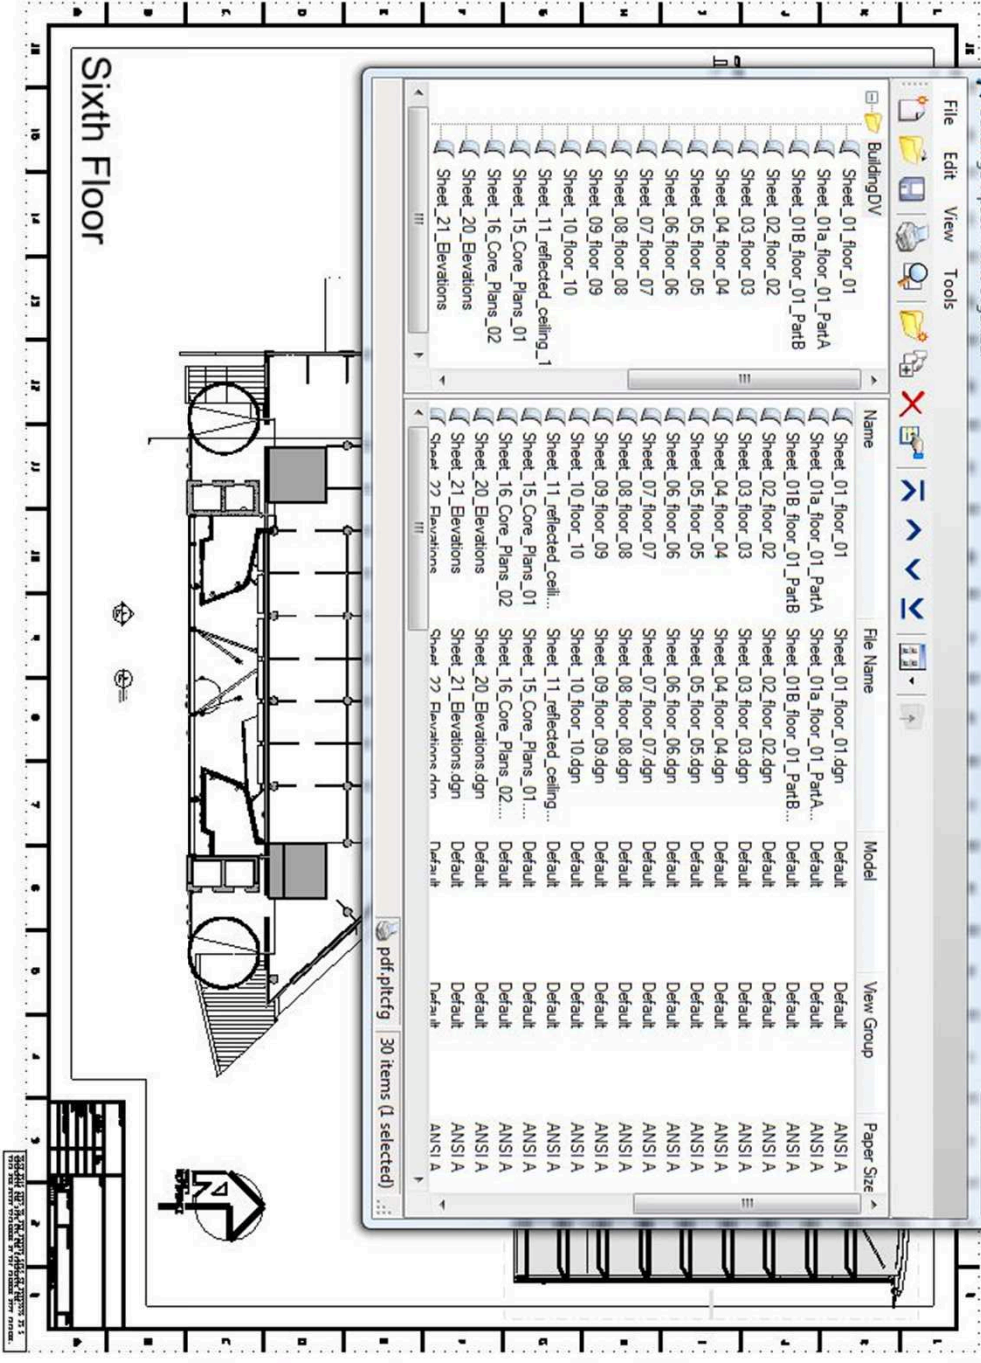 File Edit View Tools
BuildingDV
Sheet_01_floor_01
Sheet_01a_floor_01_PartA
Sheet_01B_floor_01_PartB
Sheet_02_floor_02
Sheet_03_floor_03
Sheet_04_floor_04
Sheet_05_floor_05
Sheet_06_floor_06
Sheet_07_floor_07
Sheet_08_floor_08
Sheet_09_floor_09
Sheet_10_floor_10
Sheet_11_reflected_ceiling_1
Sheet_15_Core_Plans_01
Sheet_16_Core_Plans_02
Sheet_20_Elevations
Sheet_21_Elevations
Name File Name Model View Group Paper Size
Sheet_01_floor_01 Sheet_01_floor_01.dgn Default Default ANSI A
Sheet_01a_floor_01_PartA Sheet_01a_floor_01_PartA... Default Default ANSI A
Sheet_01B_floor_01_PartB Sheet_01B_floor_01_PartB... Default Default ANSI A
Sheet_02_floor_02 Sheet_02_floor_02.dgn Default Default ANSI A
Sheet_03_floor_03 Sheet_03_floor_03.dgn Default Default ANSI A
Sheet_04_floor_04 Sheet_04_floor_04.dgn Default Default ANSI A
Sheet_05_floor_05 Sheet_05_floor_05.dgn Default Default ANSI A
Sheet_06_floor_06 Sheet_06_floor_06.dgn Default Default ANSI A
Sheet_07_floor_07 Sheet_07_floor_07.dgn Default Default ANSI A
Sheet_08_floor_08 Sheet_08_floor_08.dgn Default Default ANSI A
Sheet_09_floor_09 Sheet_09_floor_09.dgn Default Default ANSI A
Sheet_10_floor_10 Sheet_10_floor_10.dgn Default Default ANSI A
Sheet_11_reflected_ceili... Sheet_11_reflected_ceiling... Default Default ANSI A
Sheet_15_Core_Plans_01 Sheet_15_Core_Plans_01.... Default Default ANSI A
Sheet_16_Core_Plans_02 Sheet_16_Core_Plans_02.... Default Default ANSI A
Sheet_20_Elevations Sheet_20_Elevations.dgn Default Default ANSI A
Sheet_21_Elevations Sheet_21_Elevations.dgn Default Default ANSI A
Sheet_22_Elevations Sheet_22_Elevations.dgn Default Default ANSI A
pdf.pltcfg 30 items (1 selected)
Sixth Floor